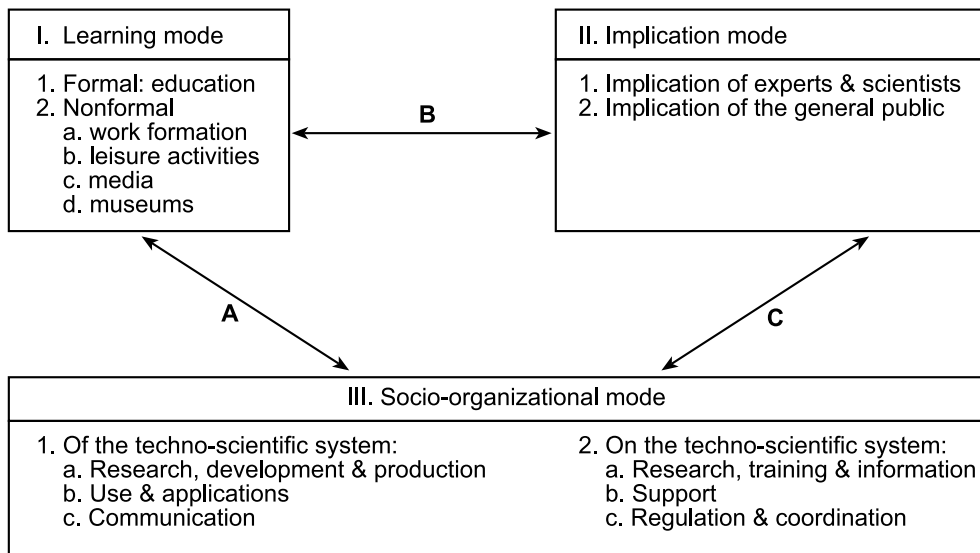 I. Learning mode
1. Formal: education
2. Nonformal
a. work formation
b. leisure activities
c. media
d. museums
B
II. Implication mode
1. Implication of experts & scientists
2. Implication of the general public
A
C
III. Socio-organizational mode
1. Of the techno-scientific system:
a. Research, development & production
b. Use & applications
c. Communication
2. On the techno-scientific system:
a. Research, training & information
b. Support
c. Regulation & coordination